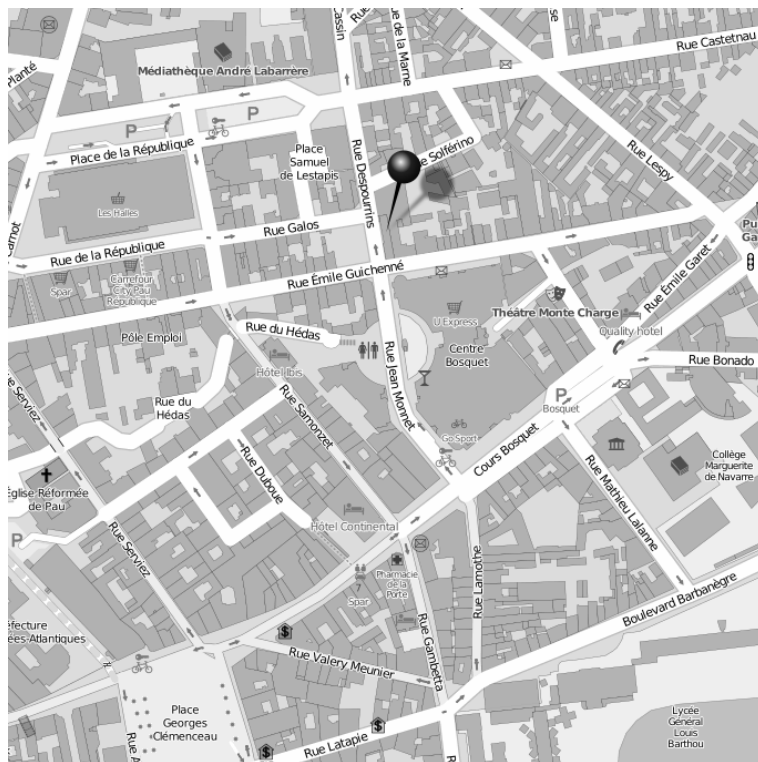 Rue Castetnau
Médiathèque André Labarrère
Cassin
Rue de la Marne
Planté
P
P
Place de la République
Place
Samuel
de Lestapis
Rue Despourrins
Solférino
Rue Lespy
Les Halles
Rue Galos
Rue de la République
Carnot
Rue Émile Guichenné
Spar
Carrefour
City Pau
République
Rue Émile Garet
Théâtre Monte Charge
Quality hotel
U Express
Pôle Emploi
Rue du Hédas
Hôtel Ibis
Centre
Bosquet
Rue Jean Monnet
Rue Bonado
P
Bosquet
Rue du
Hédas
Rue Serviez
Rue Samonzet
Go Sport
Cours Bosquet
Rue Duboue
Collège
Marguerite
de Navarre
Église Réformée
de Pau
Rue Mathieu Lalanne
P
Rue Serviez
Hôtel Continental
Pharmacie
de la
Porte
Spar
Rue Lamothe
Boulevard Barbanègre
Rue Gambetta
Rue Valery Meunier
Place
Georges
Clémenceau
Rue Latapie
Lycée
Général
Louis
Barthou